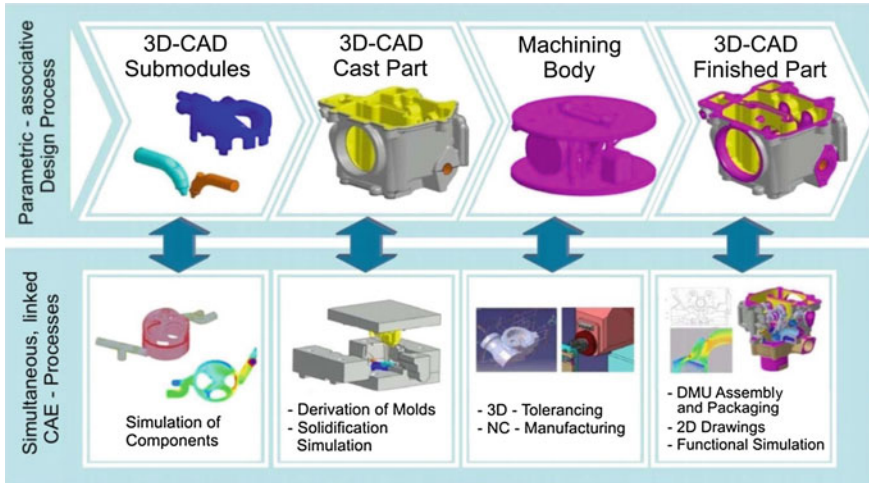 Parametric - associative
Design Process
3D-CAD
Submodules
3D-CAD
Cast Part
Machining
Body
3D-CAD
Finished Part
Simultaneous, linked
CAE - Processes
Simulation of
Components
- Derivation of Molds
- Solidification
Simulation
- 3D - Tolerancing
- NC - Manufacturing
- DMU Assembly
and Packaging
- 2D Drawings
- Functional Simulation